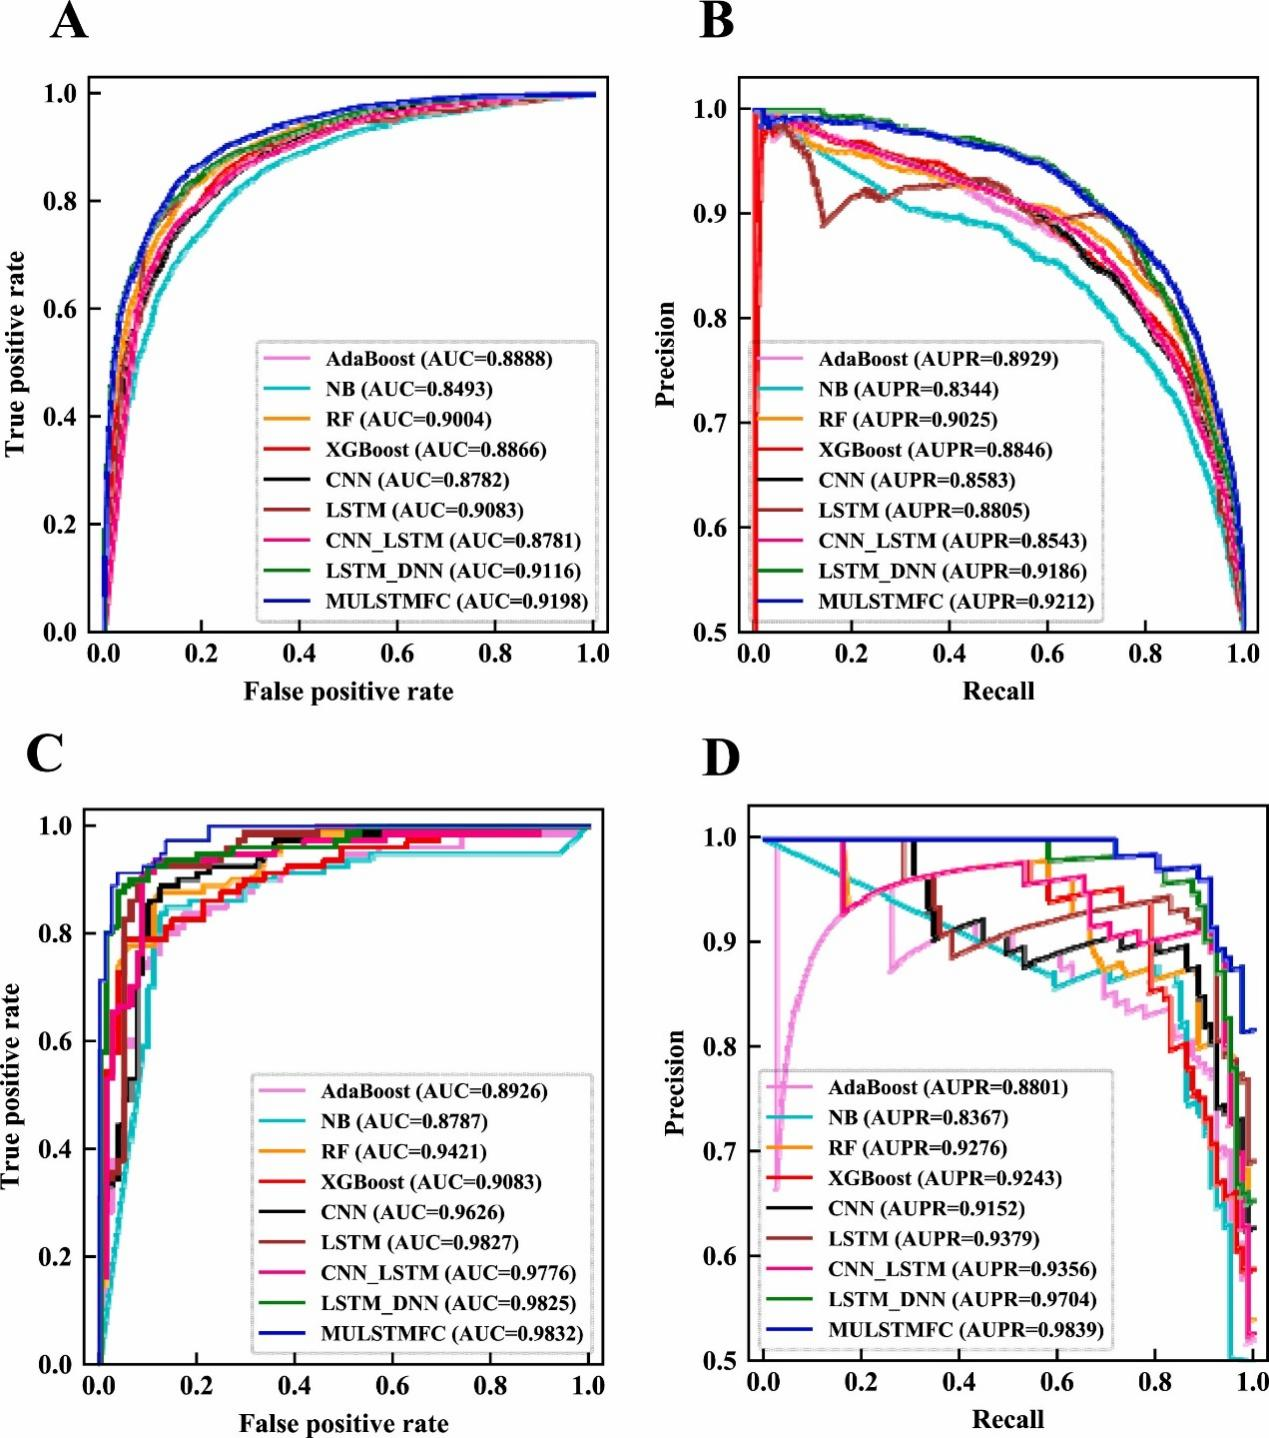 A
1.0
0.8
0.6
0.4
0.2
0.0
True positive rate
AdaBoost (AUC=0.8888)
NB (AUC=0.8493)
RF (AUC=0.9004)
XGBoost (AUC=0.8866)
CNN (AUC=0.8782)
LSTM (AUC=0.9083)
CNN_LSTM (AUC=0.8781)
LSTM_DNN (AUC=0.9116)
MULSTMFC (AUC=0.9198)
0.0 0.2 0.4 0.6 0.8 1.0
False positive rate
B
1.0
0.9
0.8
0.7
0.6
0.5
Precision
AdaBoost (AUPR=0.8929)
NB (AUPR=0.8344)
RF (AUPR=0.9025)
XGBoost (AUPR=0.8846)
CNN (AUPR=0.8583)
LSTM (AUPR=0.8805)
CNN_LSTM (AUPR=0.8543)
LSTM_DNN (AUPR=0.9186)
MULSTMFC (AUPR=0.9212)
0.0 0.2 0.4 0.6 0.8 1.0
Recall
C
1.0
0.8
0.6
0.4
0.2
0.0
True positive rate
AdaBoost (AUC=0.8926)
NB (AUC=0.8787)
RF (AUC=0.9421)
XGBoost (AUC=0.9083)
CNN (AUC=0.9626)
LSTM (AUC=0.9827)
CNN_LSTM (AUC=0.9776)
LSTM_DNN (AUC=0.9825)
MULSTMFC (AUC=0.9832)
0.0 0.2 0.4 0.6 0.8 1.0
False positive rate
D
1.0
0.9
0.8
0.7
0.6
0.5
Precision
AdaBoost (AUPR=0.8801)
NB (AUPR=0.8367)
RF (AUPR=0.9276)
XGBoost (AUPR=0.9243)
CNN (AUPR=0.9152)
LSTM (AUPR=0.9379)
CNN_LSTM (AUPR=0.9356)
LSTM_DNN (AUPR=0.9704)
MULSTMFC (AUPR=0.9839)
0.0 0.2 0.4 0.6 0.8 1.0
Recall